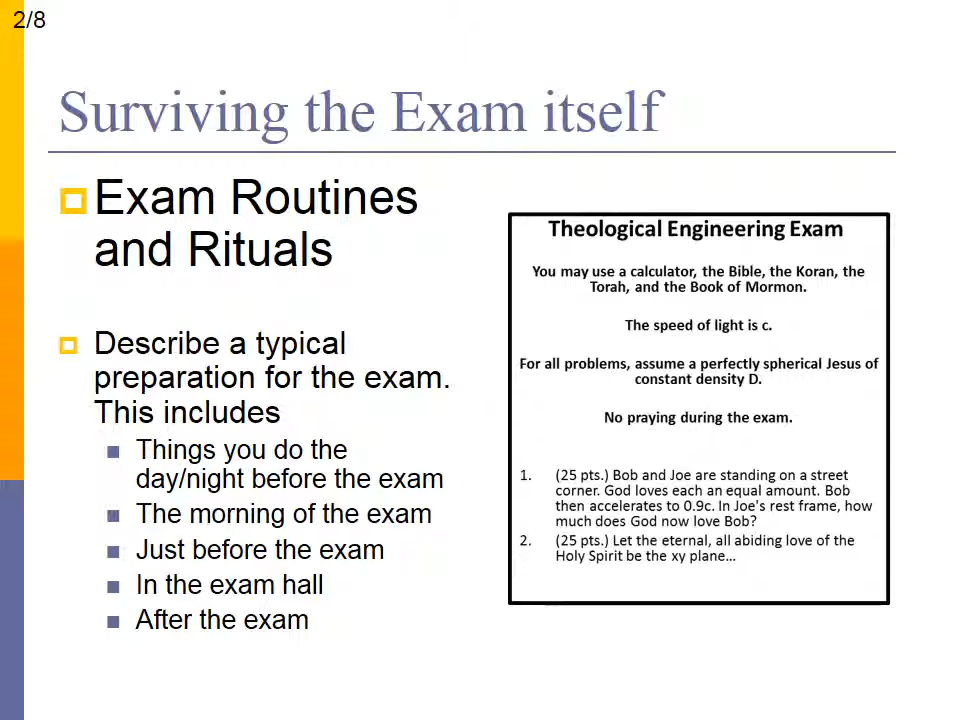 2/8
Surviving the Exam itself
Exam Routines
and Rituals
Describe a typical
preparation for the exam.
This includes
Things you do the
day/night before the exam
The morning of the exam
Just before the exam
In the exam hall
After the exam
Theological Engineering Exam
You may use a calculator, the Bible, the Koran, the
Torah, and the Book of Mormon.
The speed of light is c.
For all problems, assume a perfectly spherical Jesus of
constant density D.
No praying during the exam.
1. (25 pts.) Bob and Joe are standing on a street
corner. God loves each an equal amount. Bob
then accelerates to 0.9c. In Joe's rest frame, how
much does God now love Bob?
2. (25 pts.) Let the eternal, all abiding love of the
Holy Spirit be the xy plane…